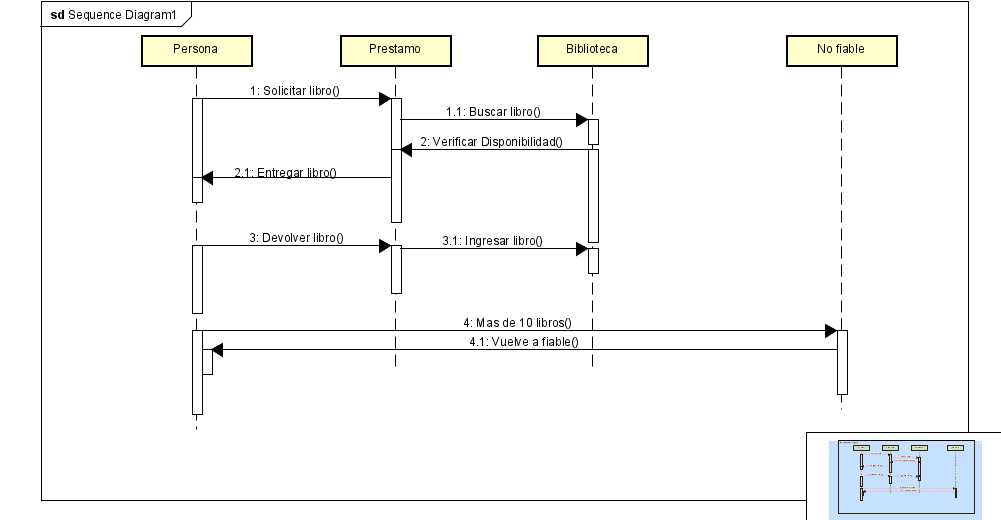 sd Sequence Diagram1
Persona
Prestamo
Biblioteca
No fiable
1: Solicitar libro()
1.1: Buscar libro()
2: Verificar Disponibilidad()
2.1: Entregar libro()
3: Devolver libro()
3.1: Ingresar libro()
4: Mas de 10 libros()
4.1: Vuelve a fiable()